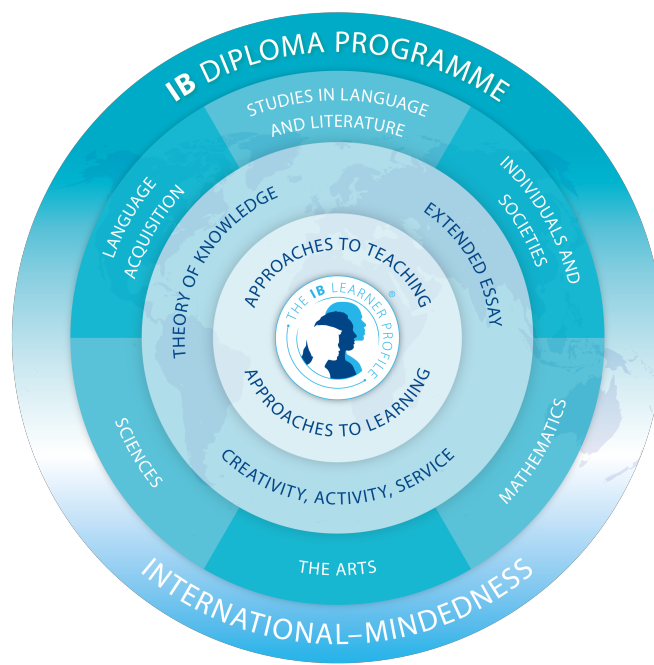 IB DIPLOMA PROGRAMME
STUDIES IN LANGUAGE
AND LITERATURE
LANGUAGE
ACQUISITION
INDIVIDUALS AND
SOCIETIES
THEORY OF KNOWLEDGE
EXTENDED ESSAY
APPROACHES TO TEACHING
THE IB LEARNER PROFILE
®
APPROACHES TO LEARNING
CREATIVITY, ACTIVITY, SERVICE
SCIENCES
MATHEMATICS
THE ARTS
INTERNATIONAL–MINDEDNESS